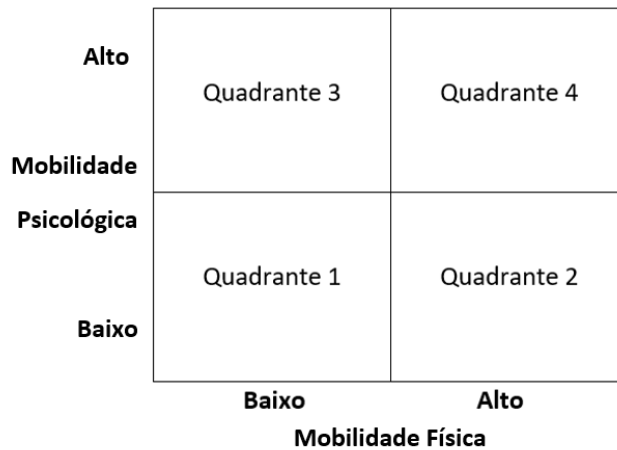 Alto
Quadrante 3
Quadrante 4
Mobilidade
Psicológica
Quadrante 1
Quadrante 2
Baixo
Baixo
Alto
Mobilidade Física